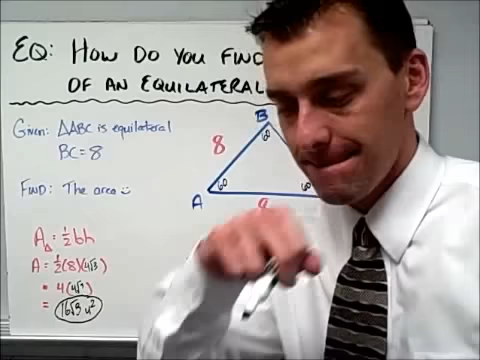 EQ: HOW DO YOU FIND
OF AN EQUILATERAL
Given: △ABC is equilateral
BC = 8
FIND: The area
B
60
8
60
60
A
8
A△ = ½bh
A = ½(8)(4√3)
= 4(4√3)
= 16√3 u²